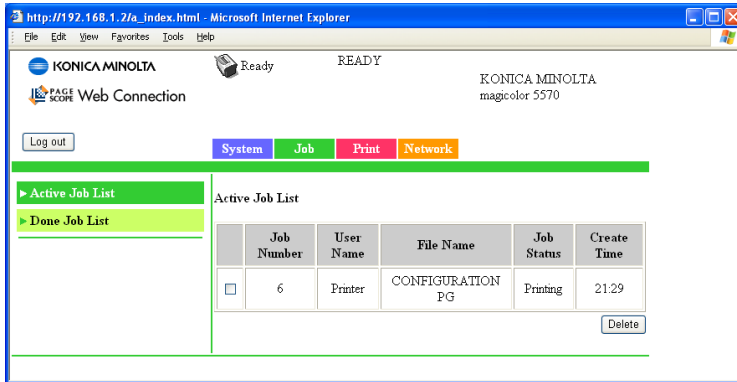 http://192.168.1.2/a_index.html - Microsoft Internet Explorer
File Edit View Favorites Tools Help
KONICA MINOLTA
Ready
READY
KONICA MINOLTA
magicolor 5570
PAGE SCOPE Web Connection
Log out
System Job Print Network
Active Job List
Done Job List
Active Job List
Job Number User Name File Name Job Status Create Time
6 Printer CONFIGURATION PG Printing 21:29
Delete